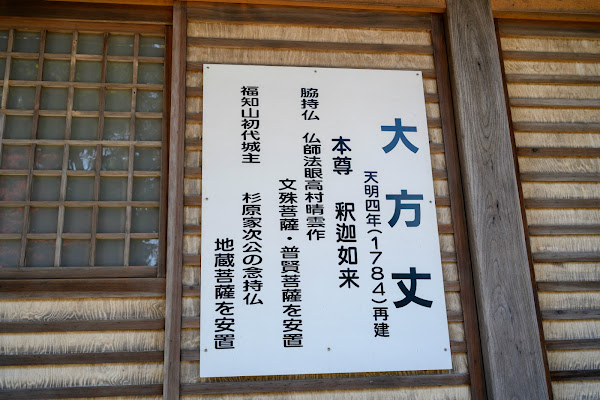 大方丈
天明四年(1784)再建
本尊 釈迦如来
脇持仏 仏師法眼高村晴雲作
文殊菩薩・普賢菩薩を安置
福知山初代城主 杉原家次公の念持仏
地蔵菩薩を安置